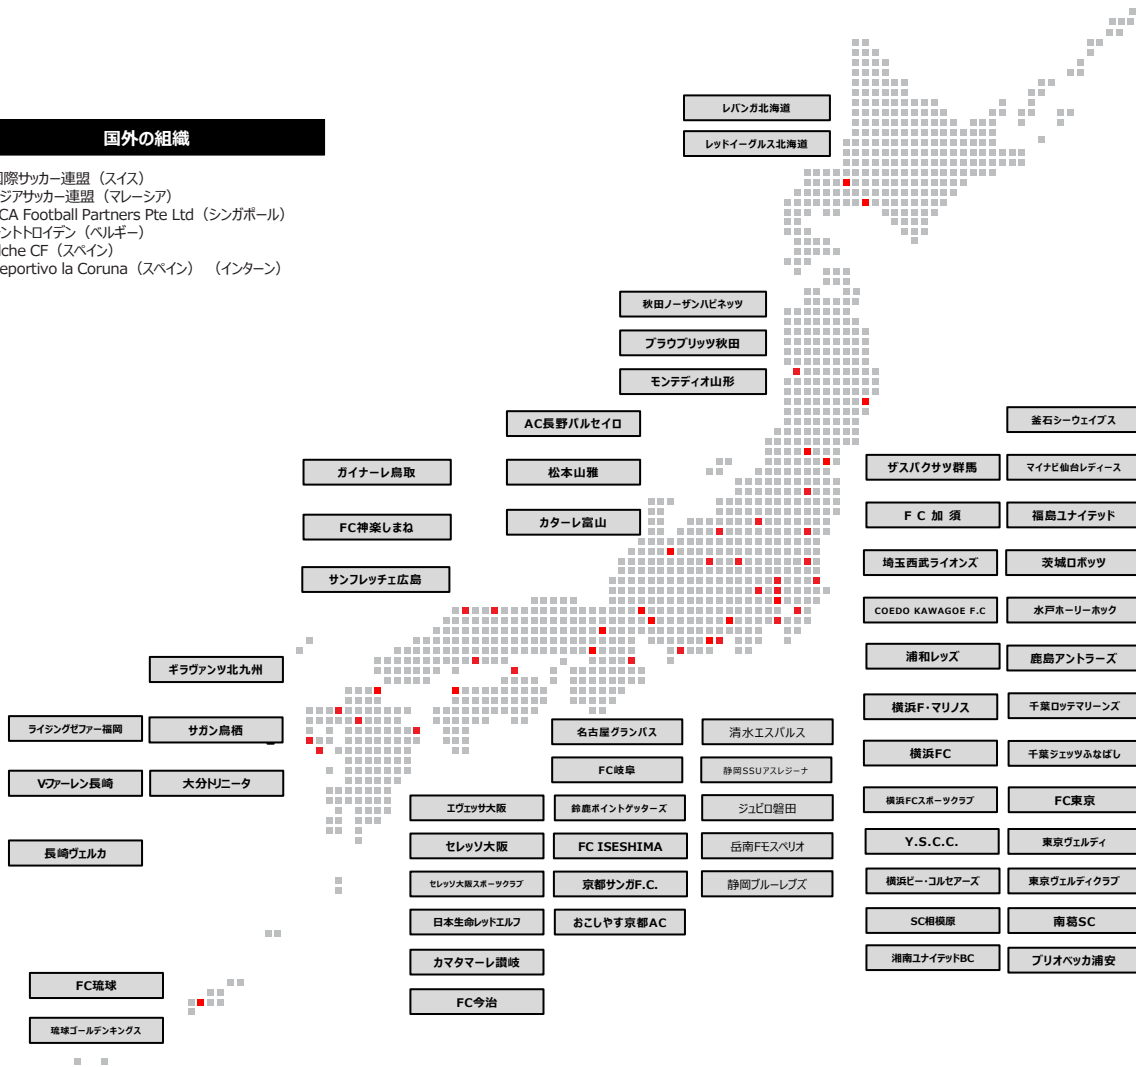 国外の組織
国際サッカー連盟（スイス）
ジアサッカー連盟（マレーシア）
CA Football Partners Pte Ltd（シンガポール）
ントトロイデン（ベルギー）
lche CF（スペイン）
eportivo la Coruna（スペイン）（インターン）
レバンガ北海道
レッドイーグルス北海道
秋田ノーザンハピネッツ
ブラウブリッツ秋田
モンテディオ山形
AC長野パルセイロ
松本山雅
カターレ富山
ガイナーレ鳥取
FC神楽しまね
サンフレッチェ広島
釜石シーウェイブス
ザスパクサツ群馬
マイナビ仙台レディース
ＦＣ加須
福島ユナイテッド
埼玉西武ライオンズ
茨城ロボッツ
COEDO KAWAGOE F.C
水戸ホーリーホック
浦和レッズ
鹿島アントラーズ
横浜F・マリノス
千葉ロッテマリーンズ
横浜FC
千葉ジェッツふなばし
横浜FCスポーツクラブ
FC東京
Y.S.C.C.
東京ヴェルディ
横浜ビー・コルセアーズ
東京ヴェルディクラブ
SC相模原
南葛SC
湘南ユナイテッドBC
ブリオベッカ浦安
ギラヴァンツ北九州
ライジングゼファー福岡
サガン鳥栖
V・ファーレン長崎
大分トリニータ
長崎ヴェルカ
名古屋グランパス
清水エスパルス
FC岐阜
静岡SSUアスレジーナ
エヴェッサ大阪
鈴鹿ポイントゲッターズ
ジュビロ磐田
セレッソ大阪
FC ISESHIMA
岳南Fモスペリオ
セレッソ大阪スポーツクラブ
京都サンガF.C.
静岡ブルーレブズ
日本生命レッドエルフ
おこしやす京都AC
カマタマーレ讃岐
FC今治
FC琉球
琉球ゴールデンキングス